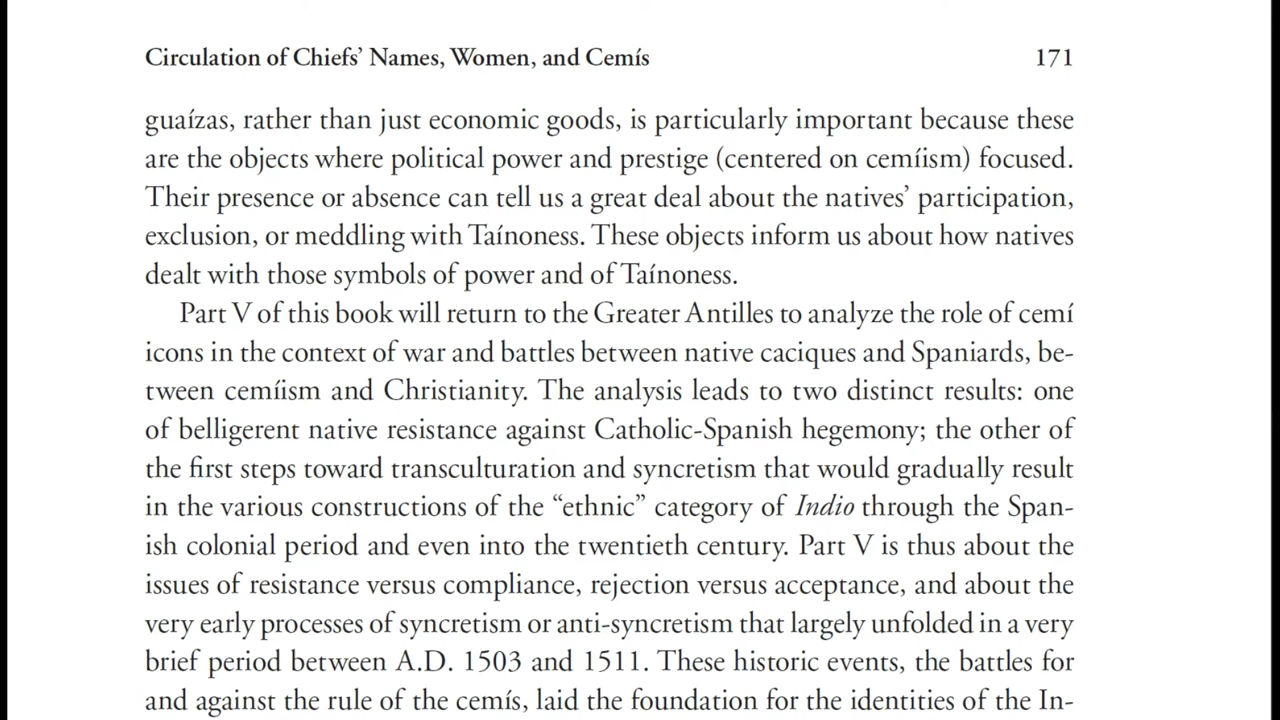 Circulation of Chiefs’ Names, Women, and Cemís 171
guaízas, rather than just economic goods, is particularly important because these
are the objects where political power and prestige (centered on cemíism) focused.
Their presence or absence can tell us a great deal about the natives’ participation,
exclusion, or meddling with Taínoness. These objects inform us about how natives
dealt with those symbols of power and of Taínoness.
Part V of this book will return to the Greater Antilles to analyze the role of cemí
icons in the context of war and battles between native caciques and Spaniards, be-
tween cemíism and Christianity. The analysis leads to two distinct results: one
of belligerent native resistance against Catholic-Spanish hegemony; the other of
the first steps toward transculturation and syncretism that would gradually result
in the various constructions of the “ethnic” category of Indio through the Span-
ish colonial period and even into the twentieth century. Part V is thus about the
issues of resistance versus compliance, rejection versus acceptance, and about the
very early processes of syncretism or anti-syncretism that largely unfolded in a very
brief period between A.D. 1503 and 1511. These historic events, the battles for
and against the rule of the cemís, laid the foundation for the identities of the In-